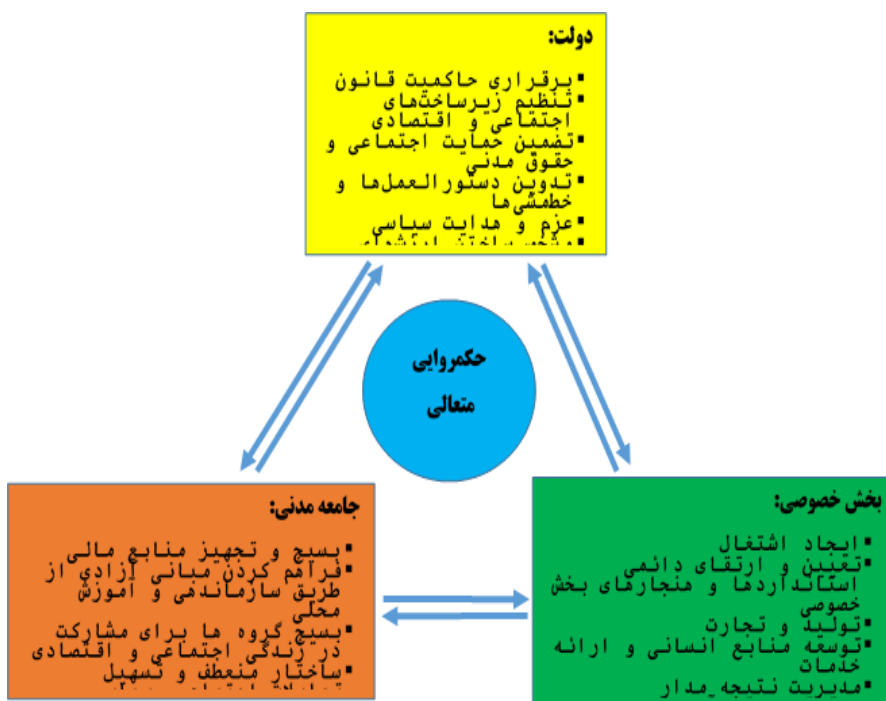 دولت:
▪برقراری حاکمیت قانون
▪تنظیم زیرساخت‌های
اجتماعی و اقتصادی
▪تضمین حمایت اجتماعی و
حقوق مدنی
▪تدوین دستورالعمل‌ها و
خط‌مشی‌ها
▪عزم و هدایت سیاسی
حکمروایی
متعالی
بخش خصوصی:
▪ایجاد اشتغال
▪تعیین و ارتقای دائمی
استانداردها و هنجارهای بخش
خصوصی
▪تولید و تجارت
▪توسعه منابع انسانی و ارائه
خدمات
▪مدیریت نتیجه‌مدار
جامعه مدنی:
▪بسیج و تجهیز منابع مالی
▪فراهم کردن مبانی آزادی از
طریق سازماندهی و آموزش
محلی
▪بسیج گروه ها برای مشارکت
در زندگی اجتماعی و اقتصادی
▪ساختار منعطف و تسهیل